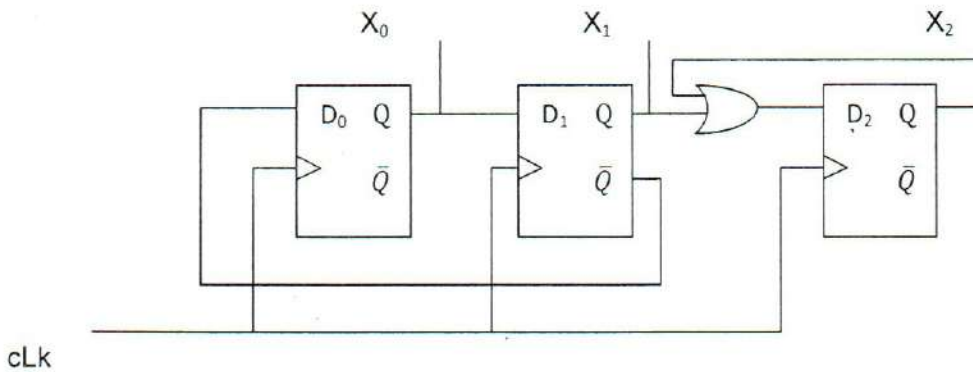 X₀ X₁ X₂
D₀ Q D₁ Q D₂ Q
Q̅ Q̅ Q̅
cLk